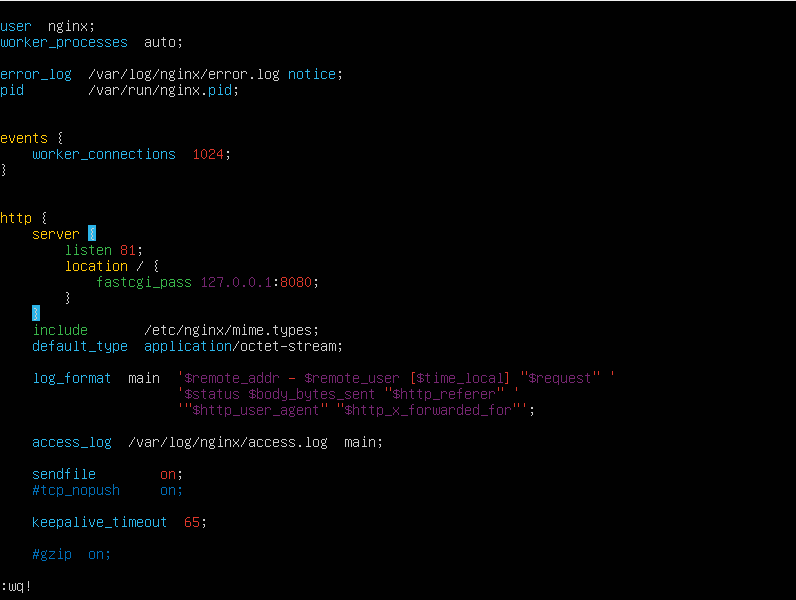 user  nginx;
worker_processes  auto;
error_log  /var/log/nginx/error.log notice;
pid        /var/run/nginx.pid;
events {
    worker_connections  1024;
}
http {
    server {
        listen 81;
        location / {
            fastcgi_pass 127.0.0.1:8080;
        }
    }
    include       /etc/nginx/mime.types;
    default_type  application/octet-stream;
    log_format  main  '$remote_addr - $remote_user [$time_local] "$request" '
                      '$status $body_bytes_sent "$http_referer" '
                      '"$http_user_agent" "$http_x_forwarded_for"';
    access_log  /var/log/nginx/access.log  main;
    sendfile        on;
    #tcp_nopush     on;
    keepalive_timeout  65;
    #gzip  on;
:wq!